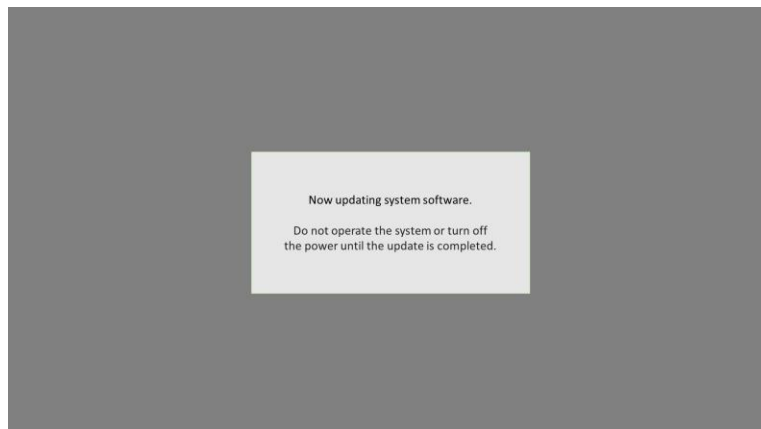 Now updating system software.
Do not operate the system or turn off
the power until the update is completed.